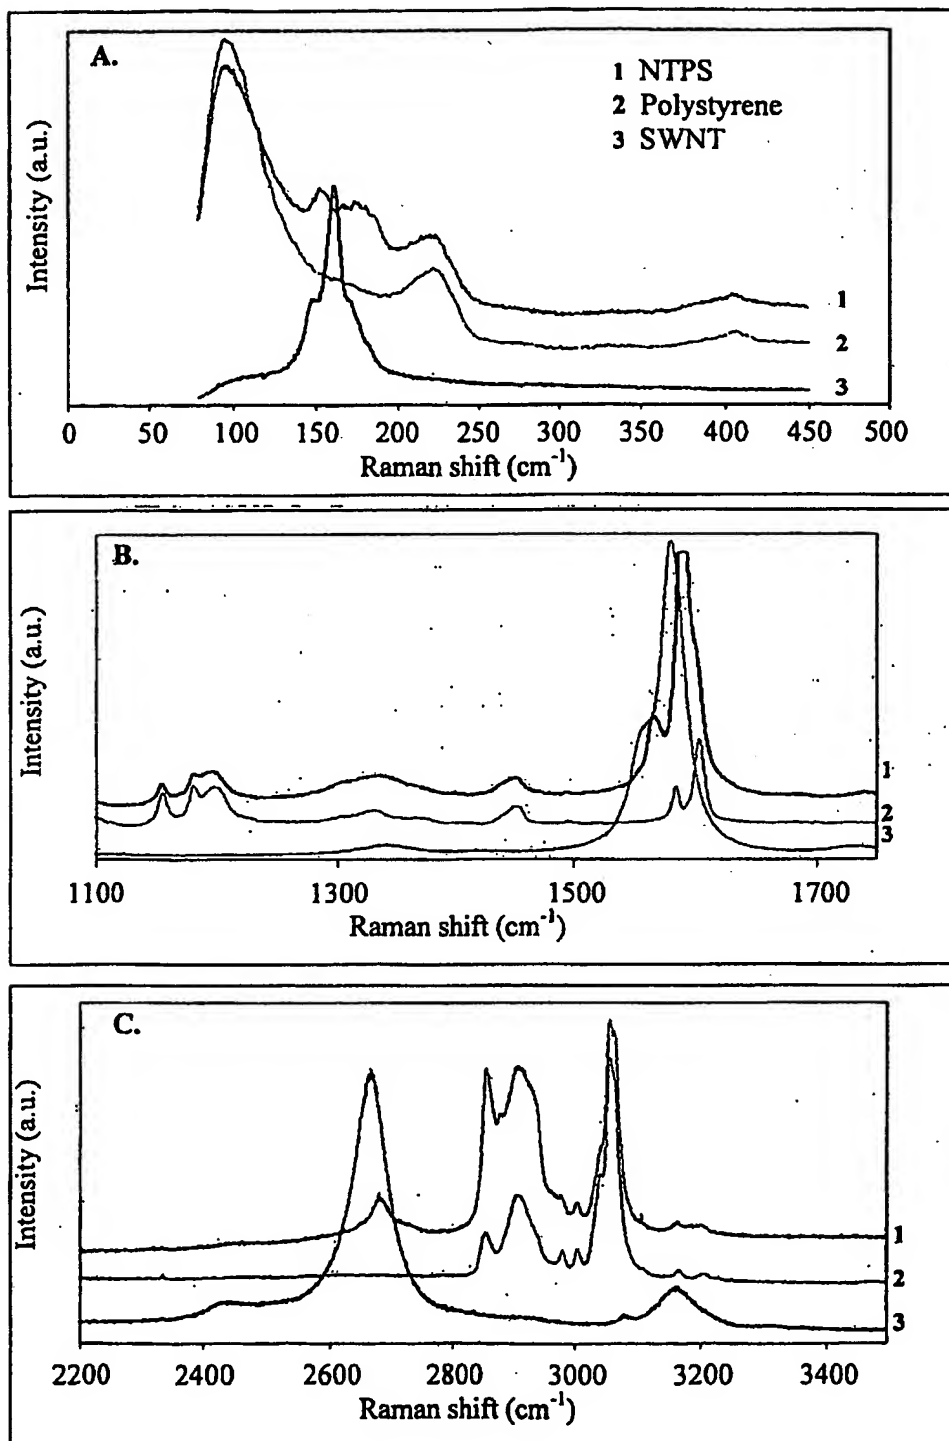 A.
1 NTPS
2 Polystyrene
3 SWNT
Intensity (a.u.)
1
2
3
0 50 100 150 200 250 300 350 400 450 500
Raman shift (cm-1)
B.
Intensity (a.u.)
1
2
3
1100 1300 1500 1700
Raman shift (cm-1)
C.
Intensity (a.u.)
1
2
3
2200 2400 2600 2800 3000 3200 3400
Raman shift (cm-1)